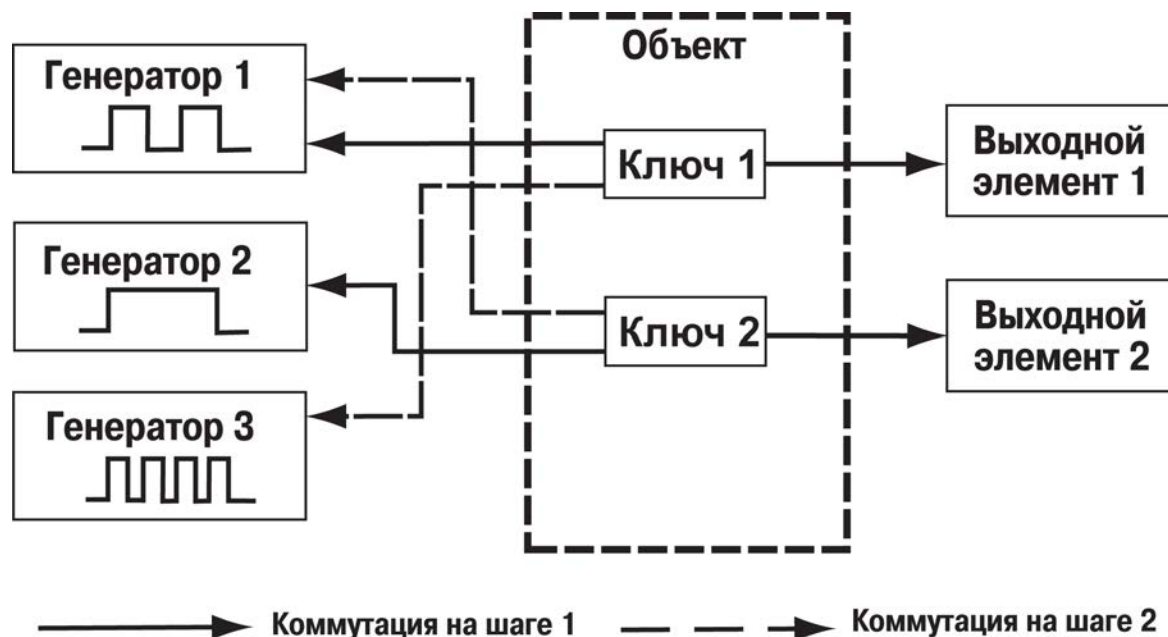 Объект
Генератор 1
Ключ 1
Выходной
элемент 1
Генератор 2
Ключ 2
Выходной
элемент 2
Генератор 3
Коммутация на шаге 1
Коммутация на шаге 2